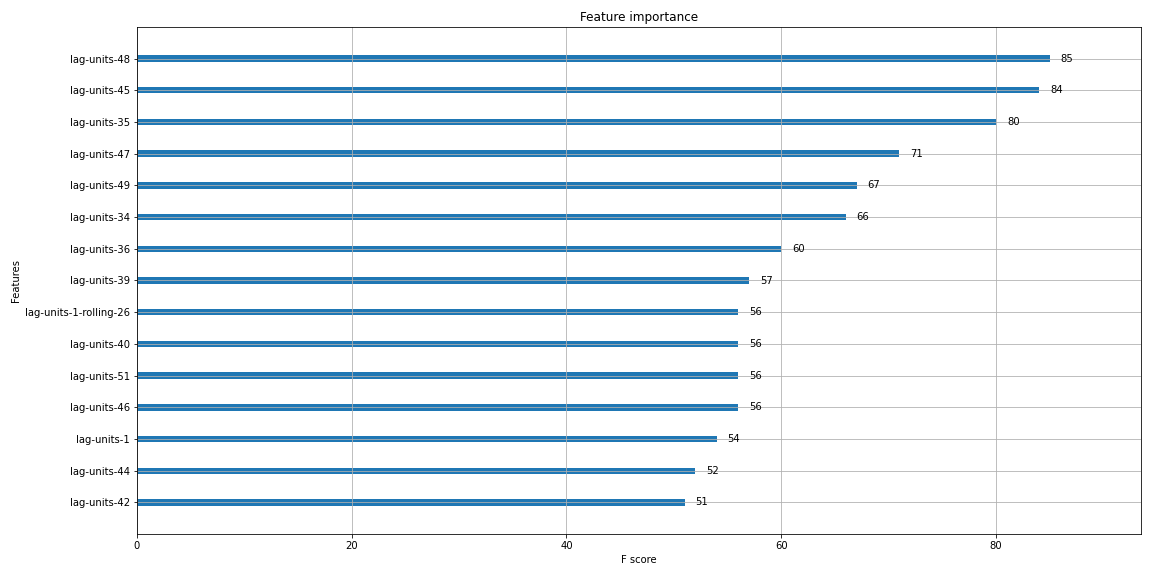 Feature importance
lag-units-48 85
lag-units-45 84
lag-units-35 80
lag-units-47 71
lag-units-49 67
lag-units-34 66
lag-units-36 60
lag-units-39 57
lag-units-1-rolling-26 56
lag-units-40 56
lag-units-51 56
lag-units-46 56
lag-units-1 54
lag-units-44 52
lag-units-42 51
Features
0 20 40 60 80
F score